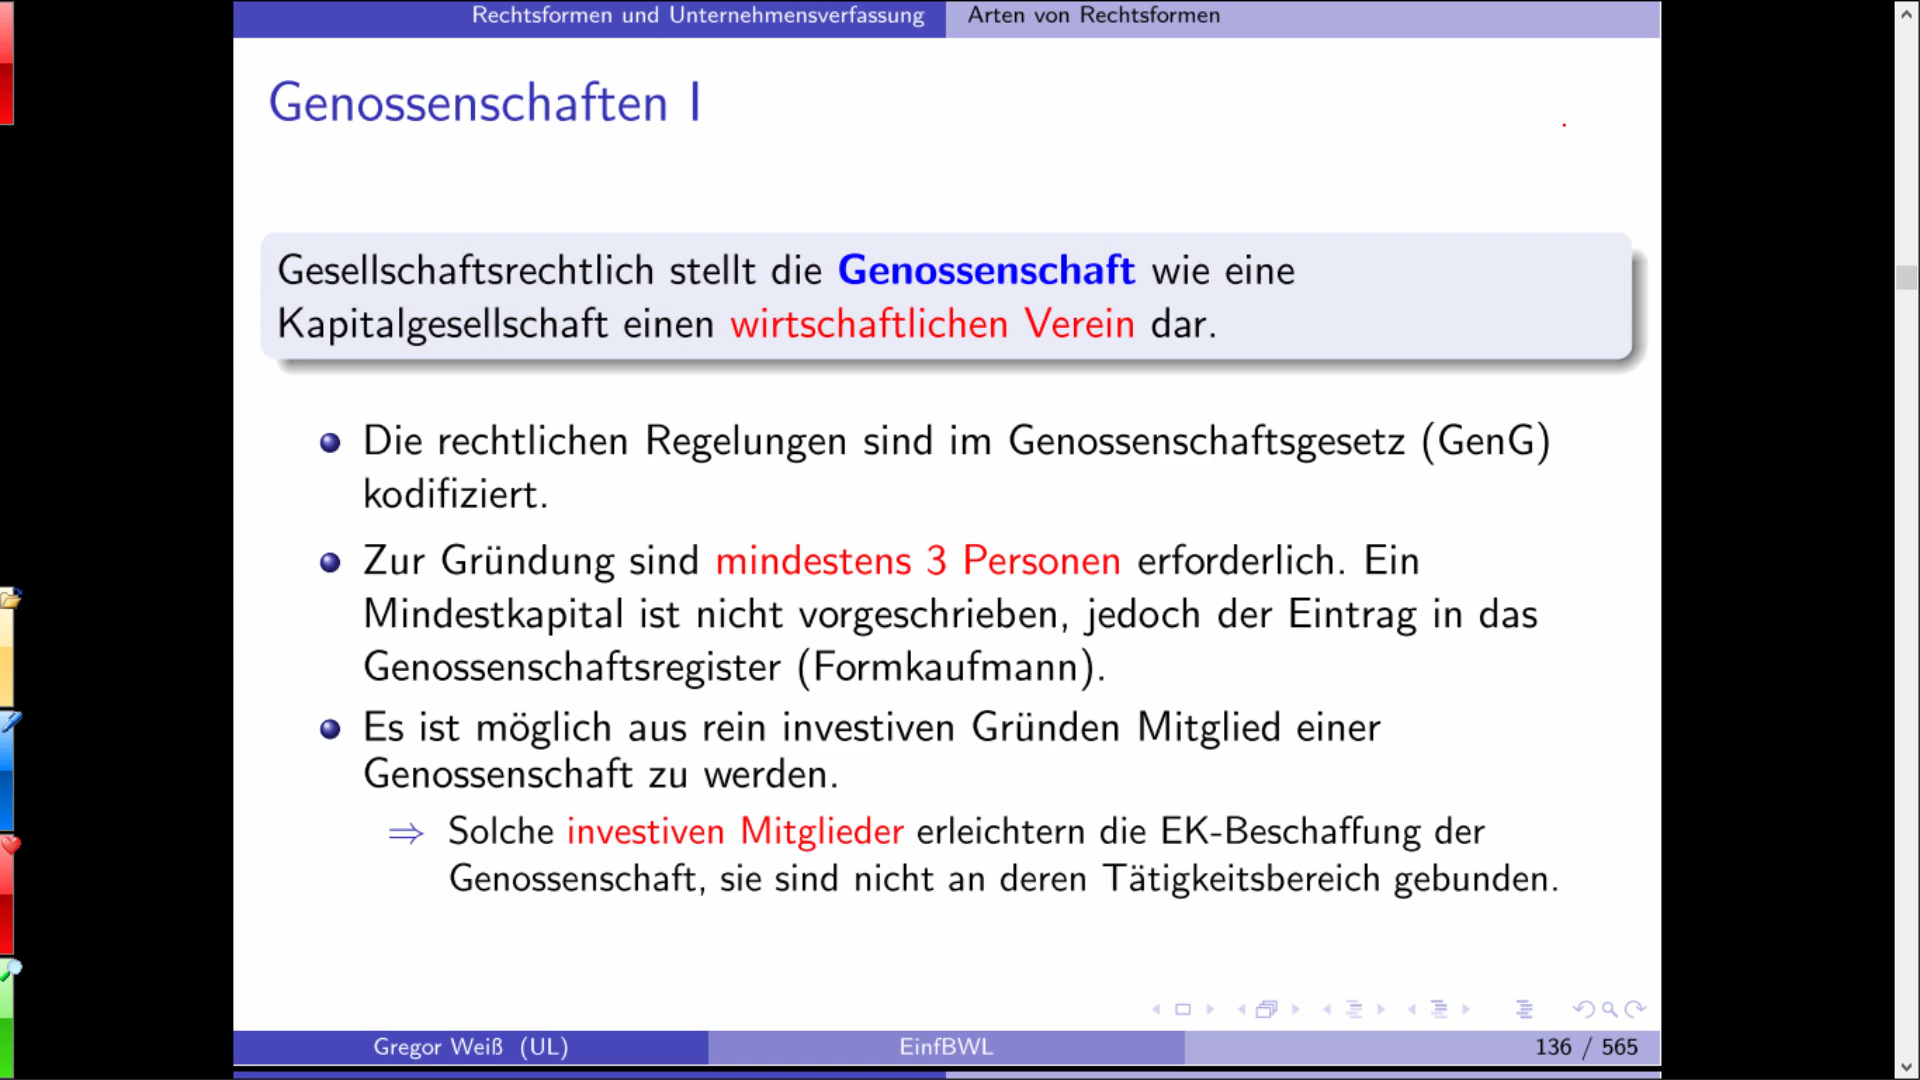 Rechtsformen und Unternehmensverfassung Arten von Rechtsformen
Genossenschaften I
Gesellschaftsrechtlich stellt die Genossenschaft wie eine
Kapitalgesellschaft einen wirtschaftlichen Verein dar.
Die rechtlichen Regelungen sind im Genossenschaftsgesetz (GenG)
kodifiziert.
Zur Gründung sind mindestens 3 Personen erforderlich. Ein
Mindestkapital ist nicht vorgeschrieben, jedoch der Eintrag in das
Genossenschaftsregister (Formkaufmann).
Es ist möglich aus rein investiven Gründen Mitglied einer
Genossenschaft zu werden.
⇒ Solche investiven Mitglieder erleichtern die EK-Beschaffung der
Genossenschaft, sie sind nicht an deren Tätigkeitsbereich gebunden.
Gregor Weiß (UL) EinfBWL 136 / 565